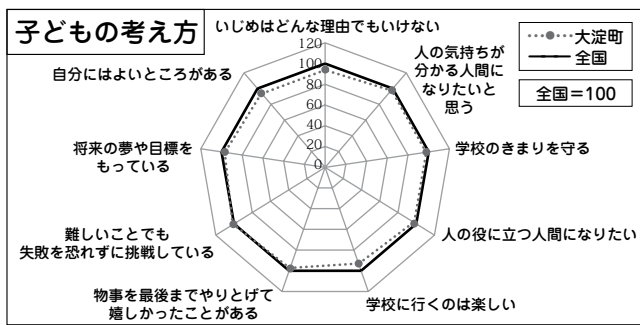 子どもの考え方
いじめはどんな理由でもいけない
大淀町
全国
全国=100
人の気持ちが
分かる人間に
なりたいと
思う
学校のきまりを守る
人の役に立つ人間になりたい
学校に行くのは楽しい
物事を最後までやりとげて
嬉しかったことがある
難しいことでも
失敗を恐れずに挑戦している
将来の夢や目標を
もっている
自分にはよいところがある
120
100
80
60
40
20
0